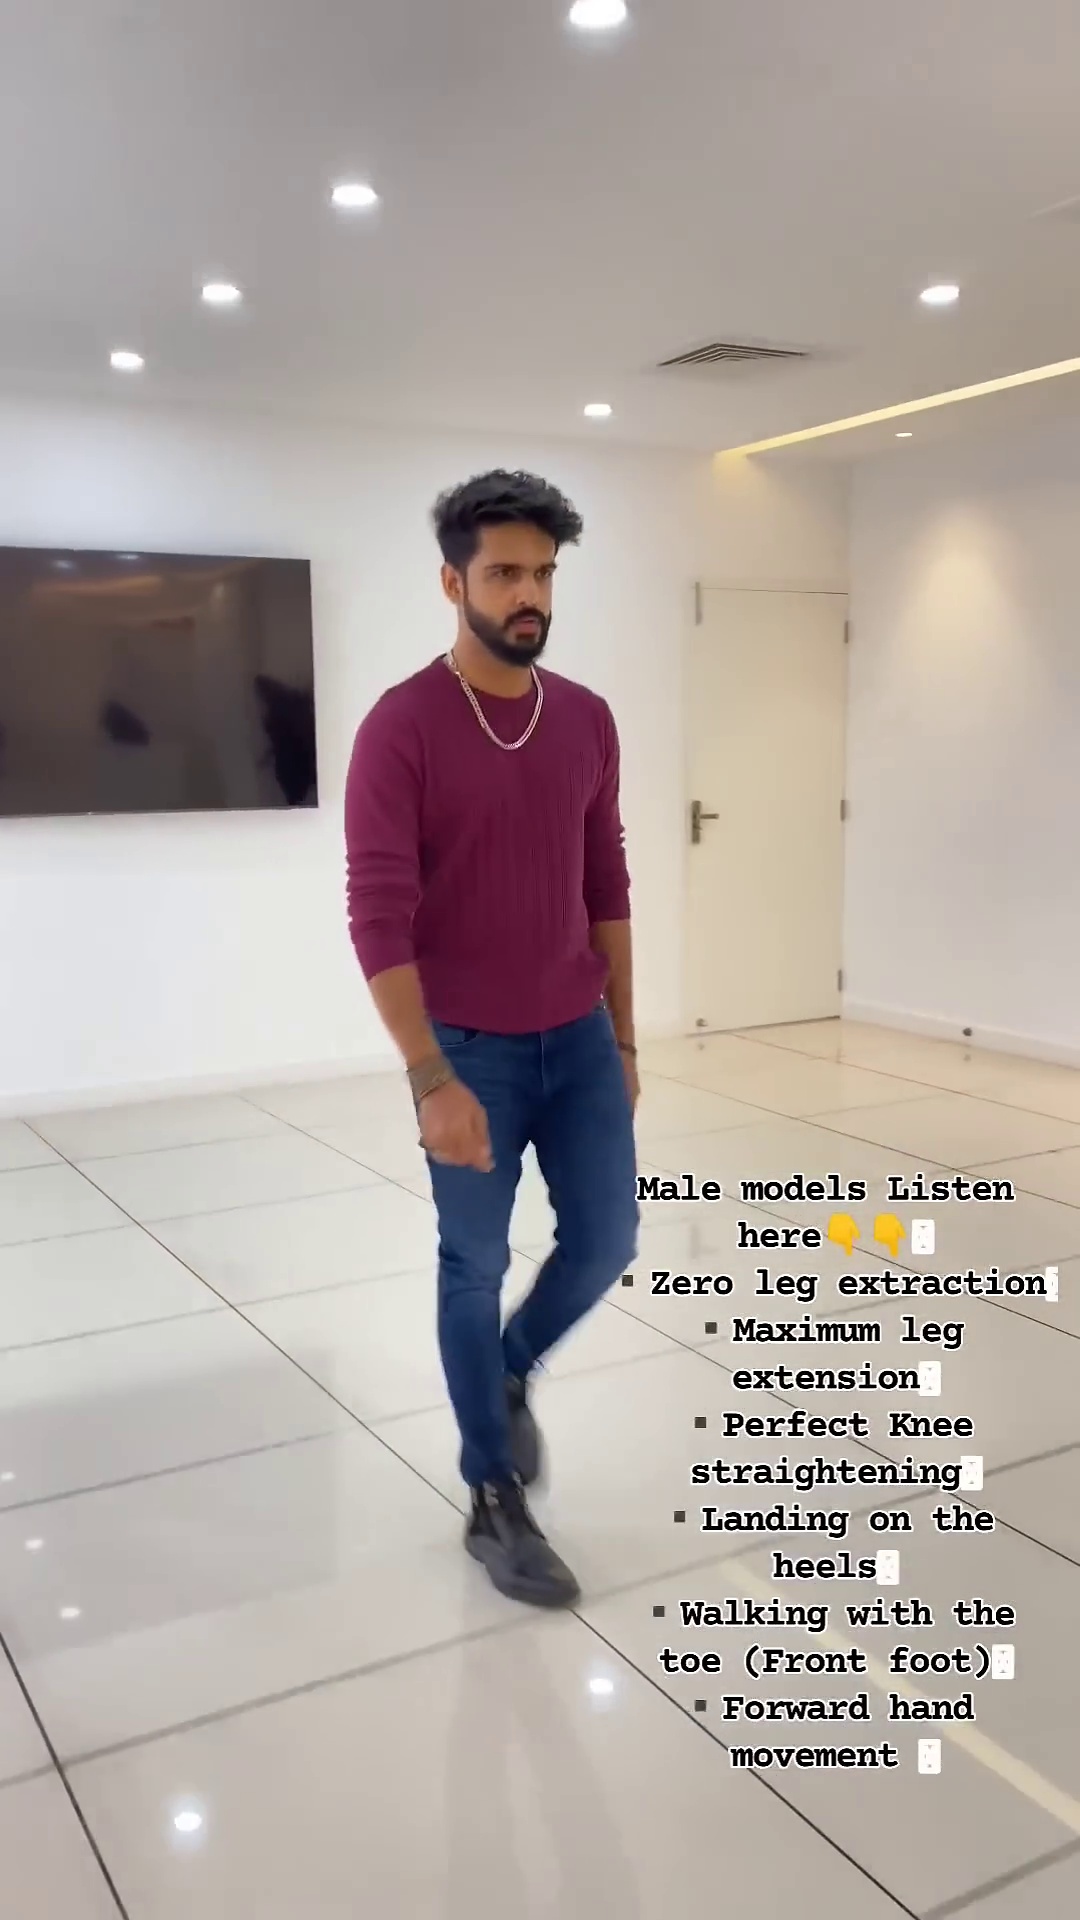 Male models Listen
here👇👇
▪ Zero leg extraction
▪ Maximum leg
extension
▪ Perfect Knee
straightening
▪ Landing on the
heels
▪ Walking with the
toe (Front foot)
▪ Forward hand
movement